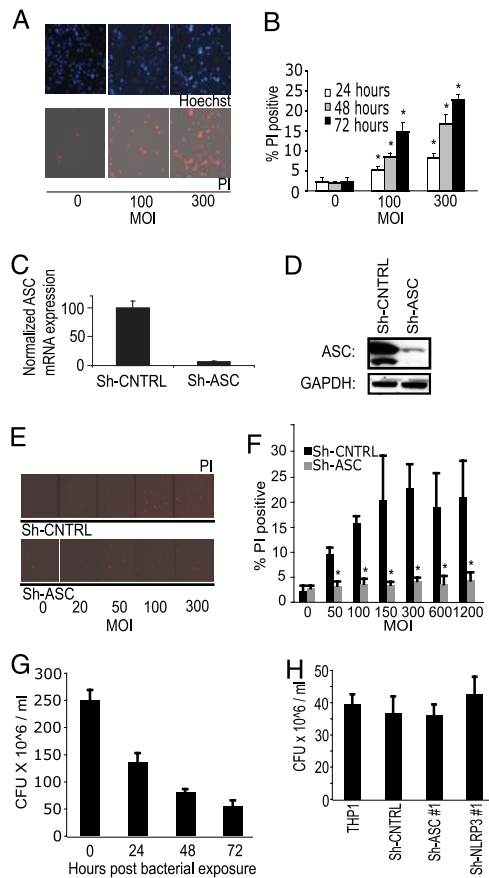 A
Hoechst
PI
0 100 300
MOI
B
30
25
20
15
10
5
0
% PI positive
24 hours
48 hours
72 hours
* * * * * *
0 100 300
MOI
C
Normalized ASC
mRNA expression
100
50
0
Sh-CNTRL Sh-ASC
D
Sh-CNTRL
Sh-ASC
ASC:
GAPDH:
E
PI
Sh-CNTRL
Sh-ASC
0 20 50 100 300
MOI
F
Sh-CNTRL
Sh-ASC
30
25
20
15
10
5
0
% PI positive
* * * * * *
0 50 100 150 300 600 1200
MOI
G
CFU X 10^6 / ml
300
250
200
150
100
50
0
0 24 48 72
Hours post bacterial exposure
H
CFU x 10^6 / ml
50
40
30
20
10
0
THP1
Sh-CNTRL
Sh-ASC #1
Sh-NLRP3 #1